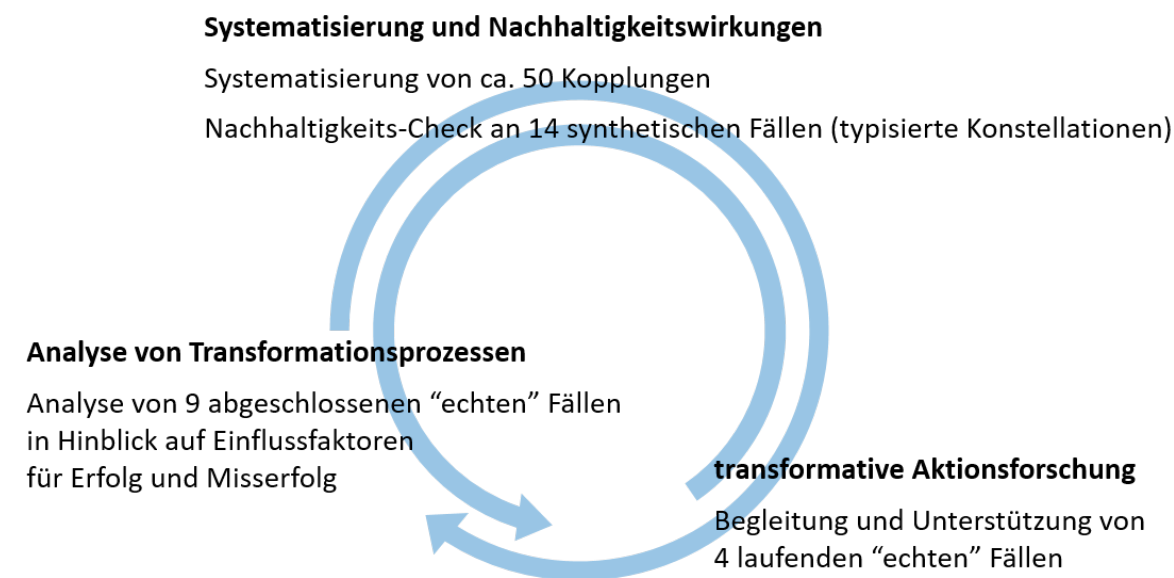 Systematisierung und Nachhaltigkeitswirkungen
Systematisierung von ca. 50 Kopplungen
Nachhaltigkeits-Check an 14 synthetischen Fällen (typisierte Konstellationen)
Analyse von Transformationsprozessen
Analyse von 9 abgeschlossenen “echten” Fällen
in Hinblick auf Einflussfaktoren
für Erfolg und Misserfolg
transformative Aktionsforschung
Begleitung und Unterstützung von
4 laufenden “echten” Fällen